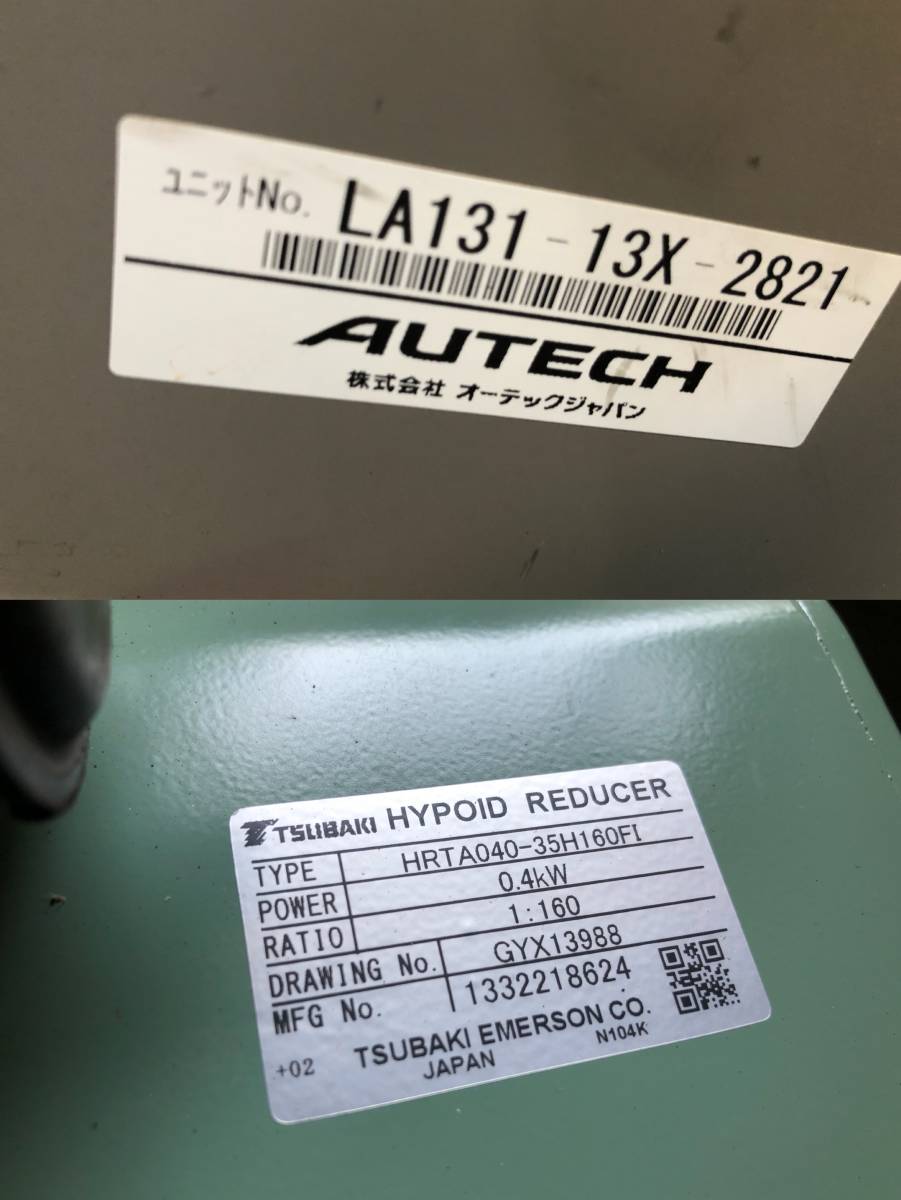 ユニットNo. LA131-13X-2821
AUTECH
株式会社 オーテックジャパン
TSUBAKI HYPOID REDUCER
TYPE HRTA040-35H160FI
POWER 0.4kW
RATIO 1:160
DRAWING No. GYX13988
MFG No. 1332218624
+02 TSUBAKI EMERSON CO.
JAPAN N104K